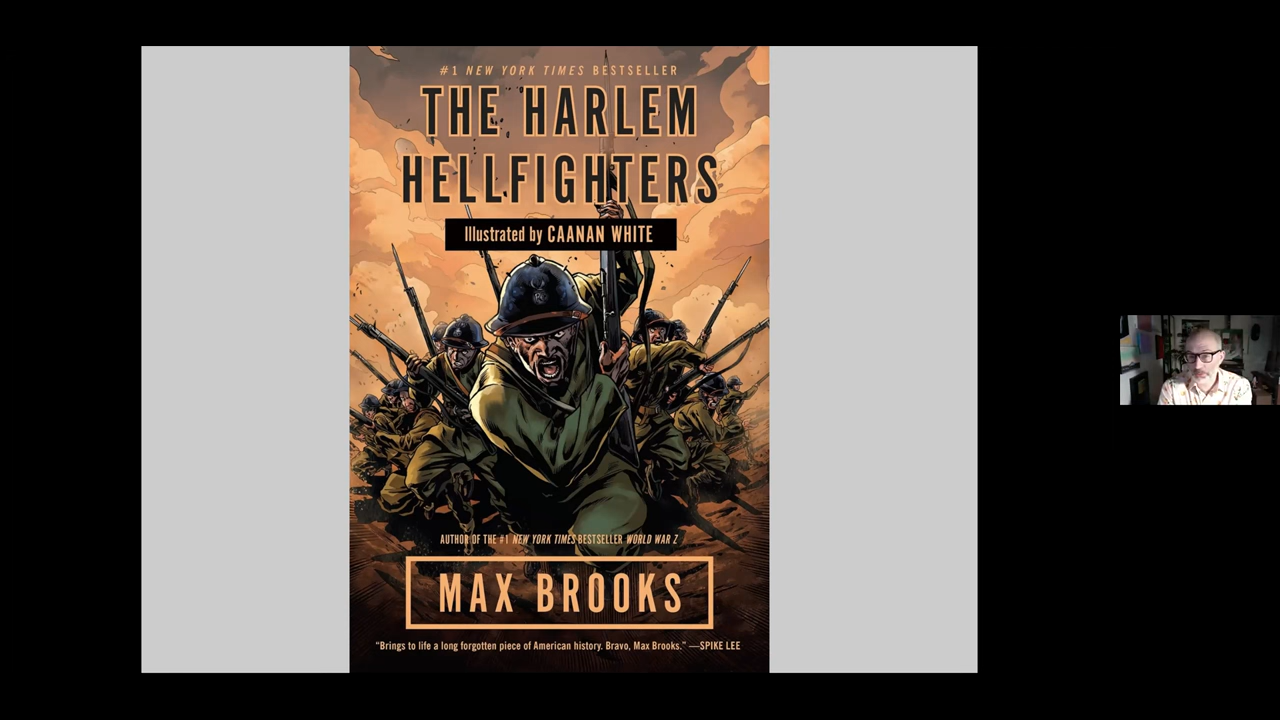 #1 NEW YORK TIMES BESTSELLER
THE HARLEM
HELLFIGHTERS
Illustrated by CAANAN WHITE
AUTHOR OF THE #1 NEW YORK TIMES BESTSELLER WORLD WAR Z
MAX BROOKS
“Brings to life a long forgotten piece of American history. Bravo, Max Brooks.” —SPIKE LEE